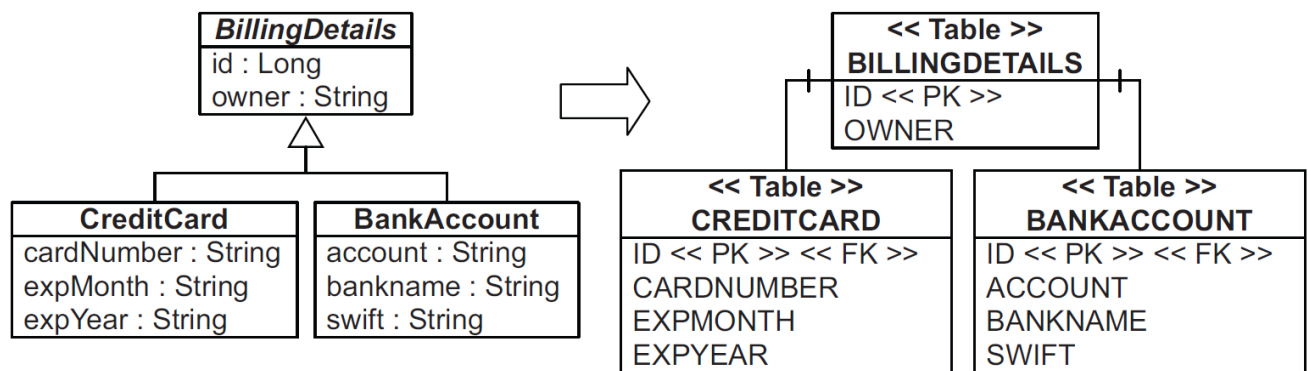 BillingDetails
id : Long
owner : String
CreditCard
cardNumber : String
expMonth : String
expYear : String
BankAccount
account : String
bankname : String
swift : String
<< Table >>
BILLINGDETAILS
ID << PK >>
OWNER
<< Table >>
CREDITCARD
ID << PK >> << FK >>
CARDNUMBER
EXPMONTH
EXPYEAR
<< Table >>
BANKACCOUNT
ID << PK >> << FK >>
ACCOUNT
BANKNAME
SWIFT